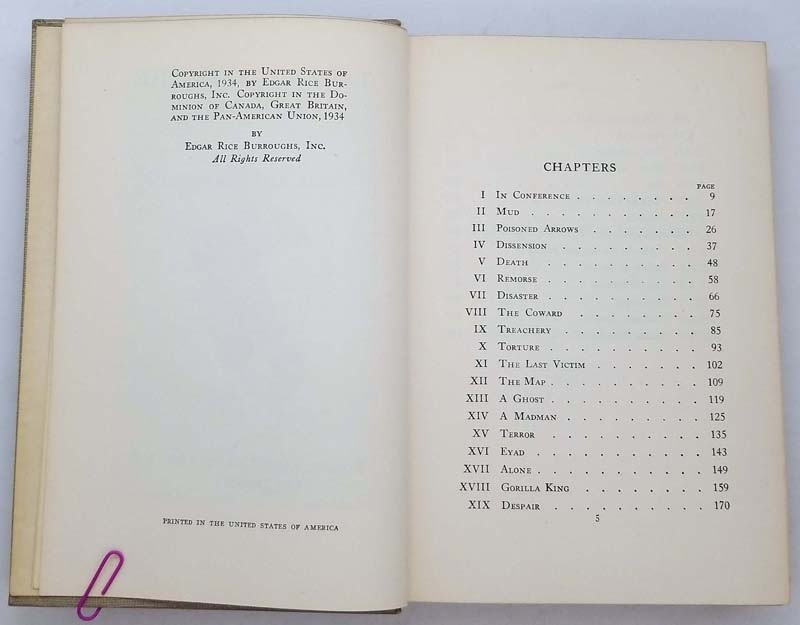 Copyright in the United States of
America, 1934, by Edgar Rice Bur-
roughs, Inc. Copyright in the Do-
minion of Canada, Great Britain,
and the Pan-American Union, 1934
BY
Edgar Rice Burroughs, Inc.
All Rights Reserved
PRINTED IN THE UNITED STATES OF AMERICA
CHAPTERS
PAGE
I In Conference . . . . . . . . 9
II Mud . . . . . . . . . . 17
III Poisoned Arrows . . . . . . . 26
IV Dissension . . . . . . . . . 37
V Death . . . . . . . . . . 48
VI Remorse . . . . . . . . . . 58
VII Disaster . . . . . . . . . . 66
VIII The Coward . . . . . . . . 75
IX Treachery . . . . . . . . . 85
X Torture . . . . . . . . . . 93
XI The Last Victim . . . . . . . 102
XII The Map . . . . . . . . . . 109
XIII A Ghost . . . . . . . . . . 119
XIV A Madman . . . . . . . . . 125
XV Terror . . . . . . . . . . 135
XVI Eyad . . . . . . . . . . . 143
XVII Alone . . . . . . . . . . . 149
XVIII Gorilla King . . . . . . . . 159
XIX Despair . . . . . . . . . . 170
5